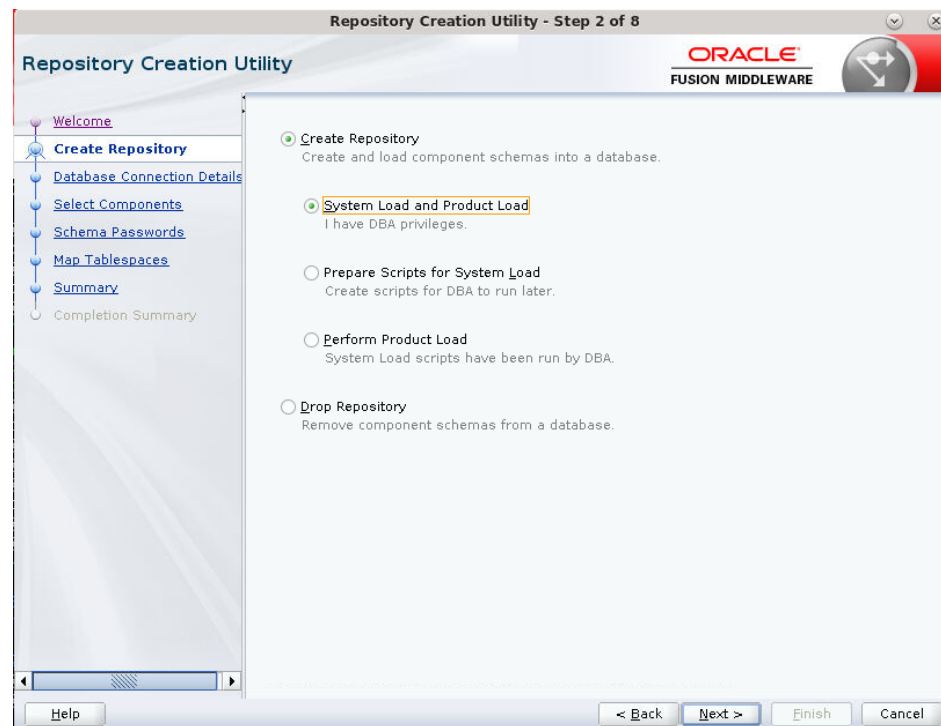 Repository Creation Utility - Step 2 of 8
Repository Creation Utility
ORACLE
FUSION MIDDLEWARE
Welcome
Create Repository
Database Connection Details
Select Components
Schema Passwords
Map Tablespaces
Summary
Completion Summary
Create Repository
Create and load component schemas into a database.
System Load and Product Load
I have DBA privileges.
Prepare Scripts for System Load
Create scripts for DBA to run later.
Perform Product Load
System Load scripts have been run by DBA.
Drop Repository
Remove component schemas from a database.
Help
< Back
Next >
Finish
Cancel